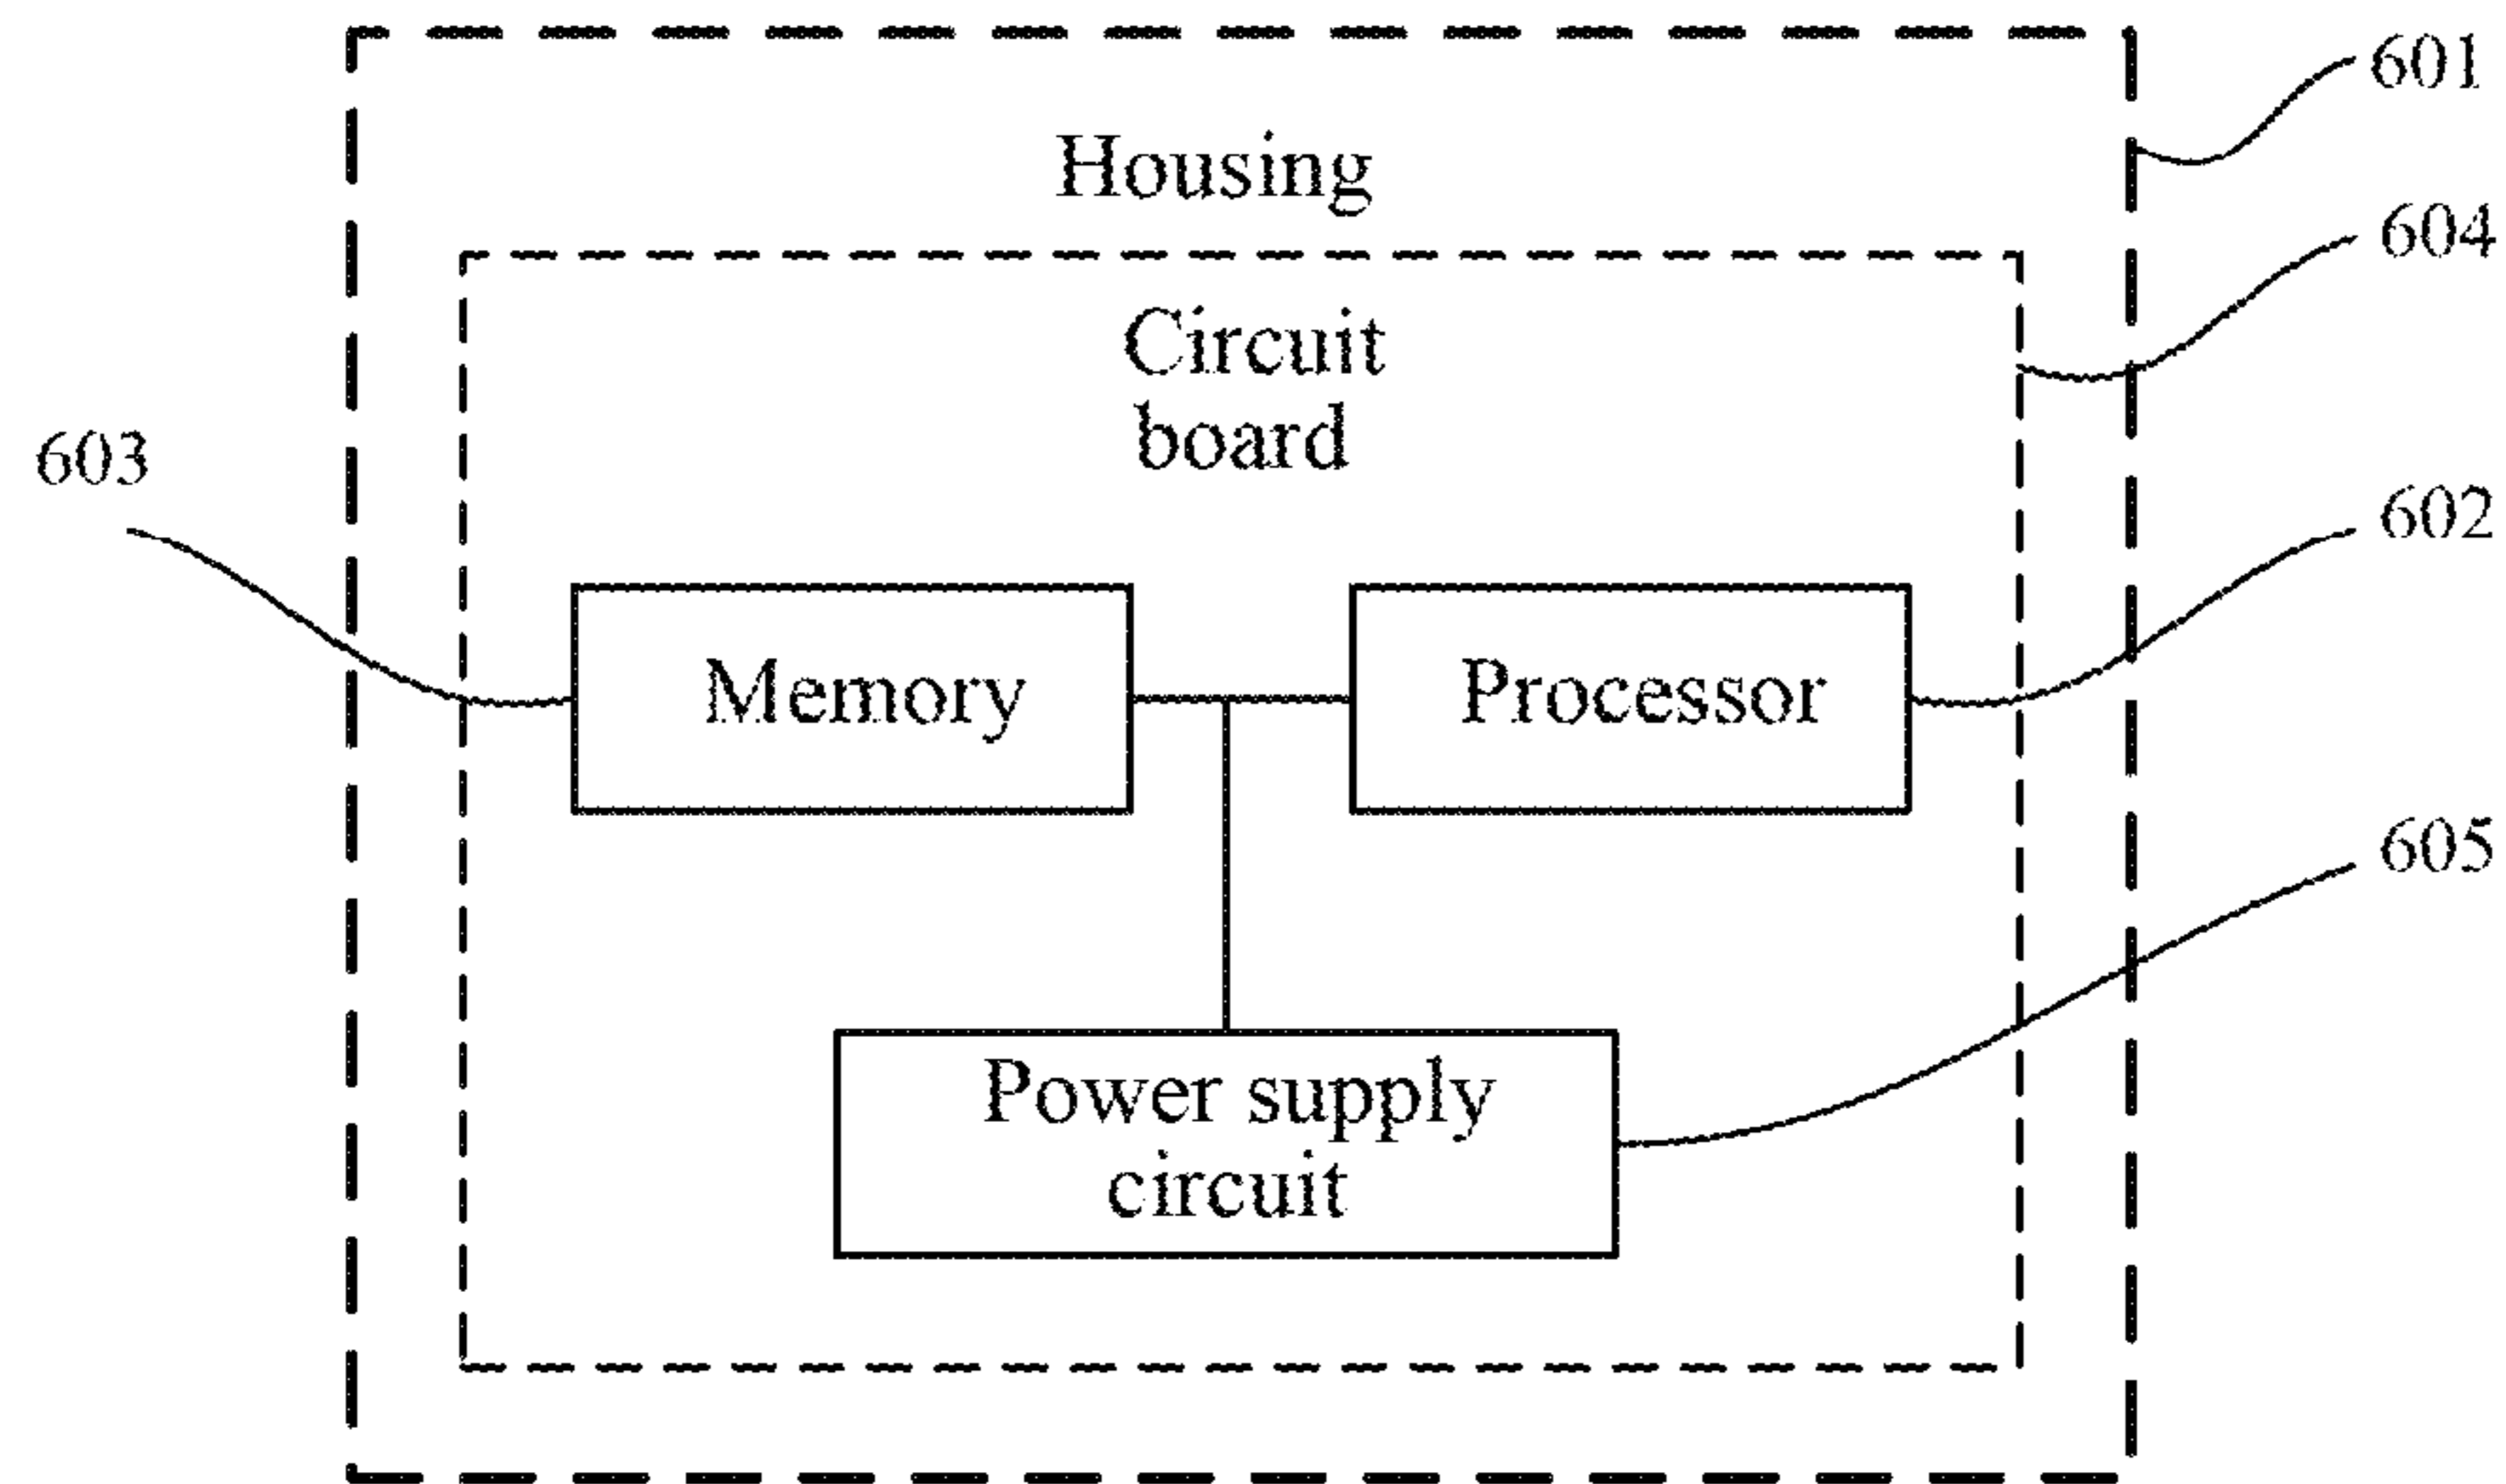 601
Housing
604
Circuit
board
603
602
Memory
Processor
605
Power supply
circuit